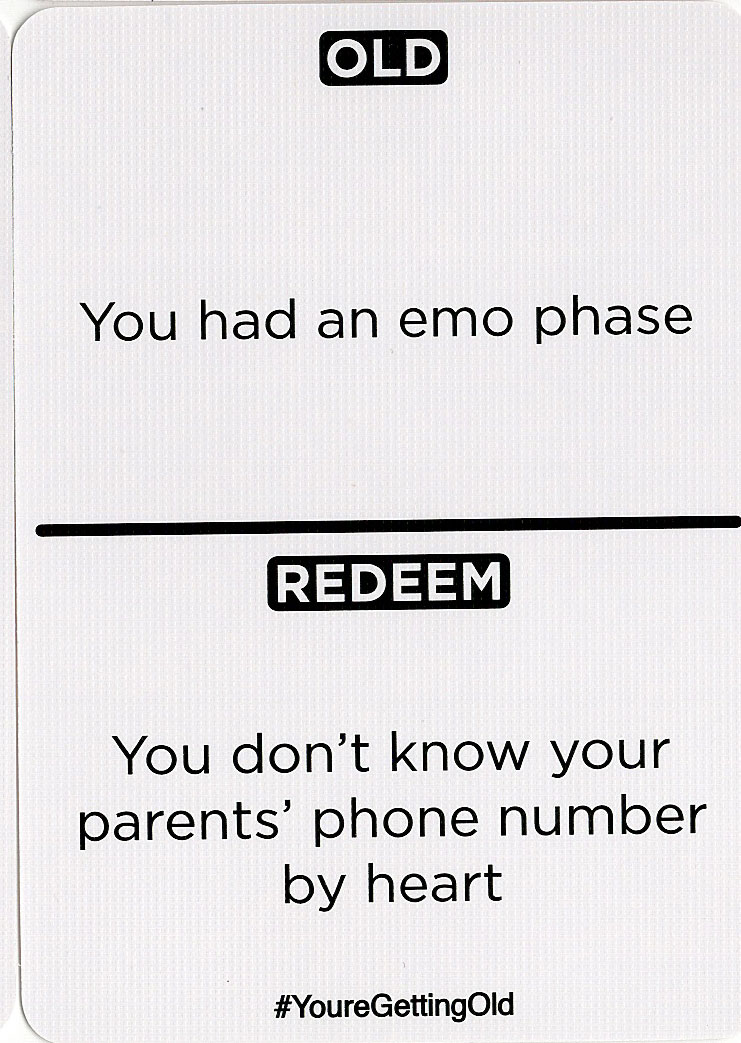 OLD
You had an emo phase
REDEEM
You don’t know your
parents’ phone number
by heart
#YoureGettingOld